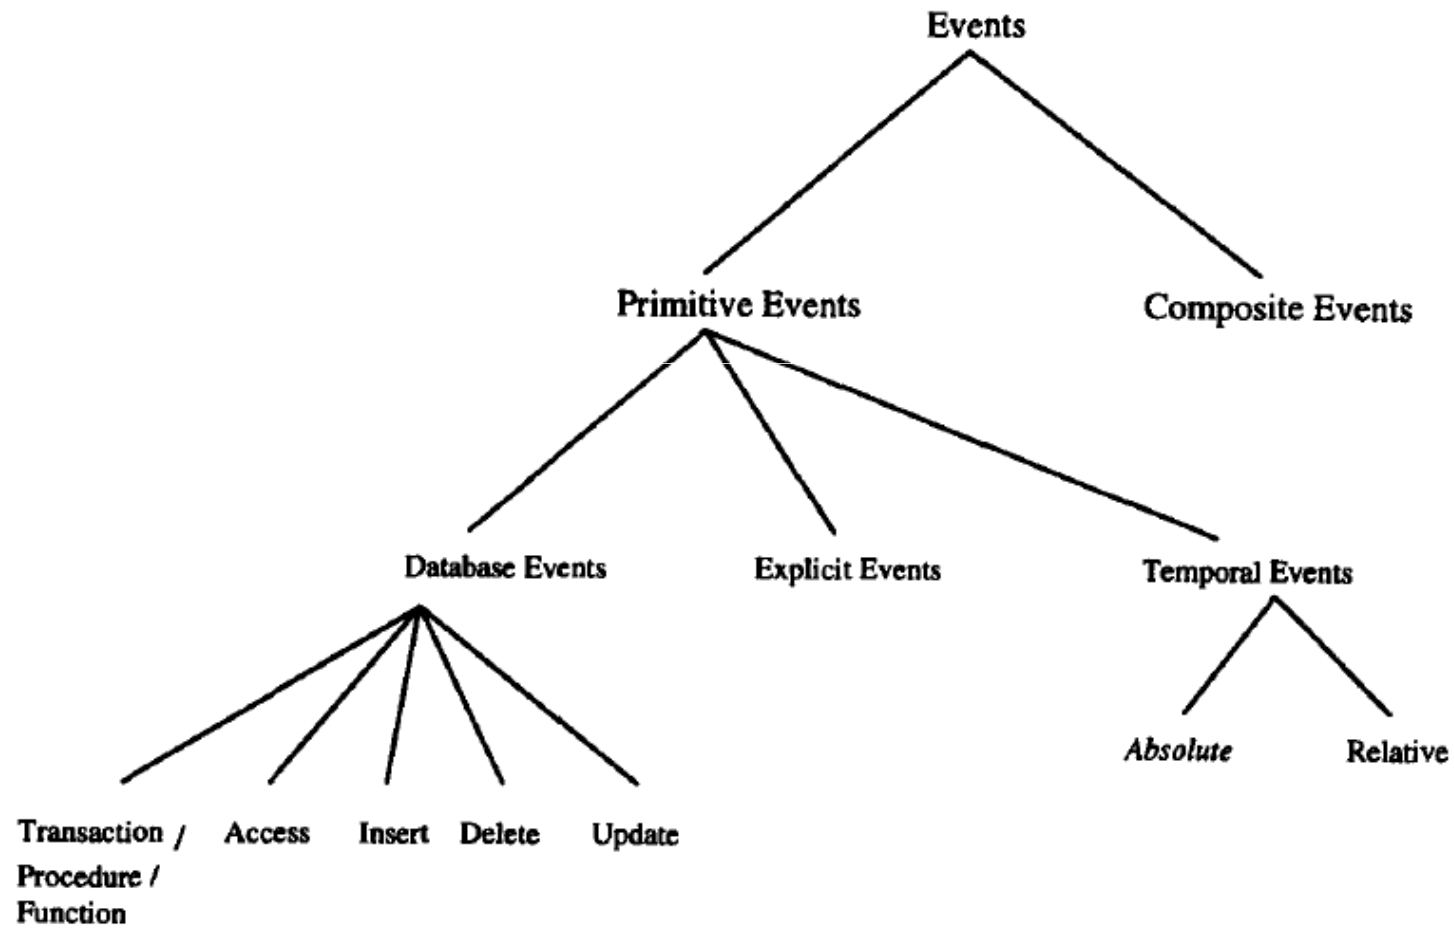 Events
Primitive Events
Composite Events
Database Events
Explicit Events
Temporal Events
Absolute
Relative
Transaction /
Procedure /
Function
Access
Insert
Delete
Update